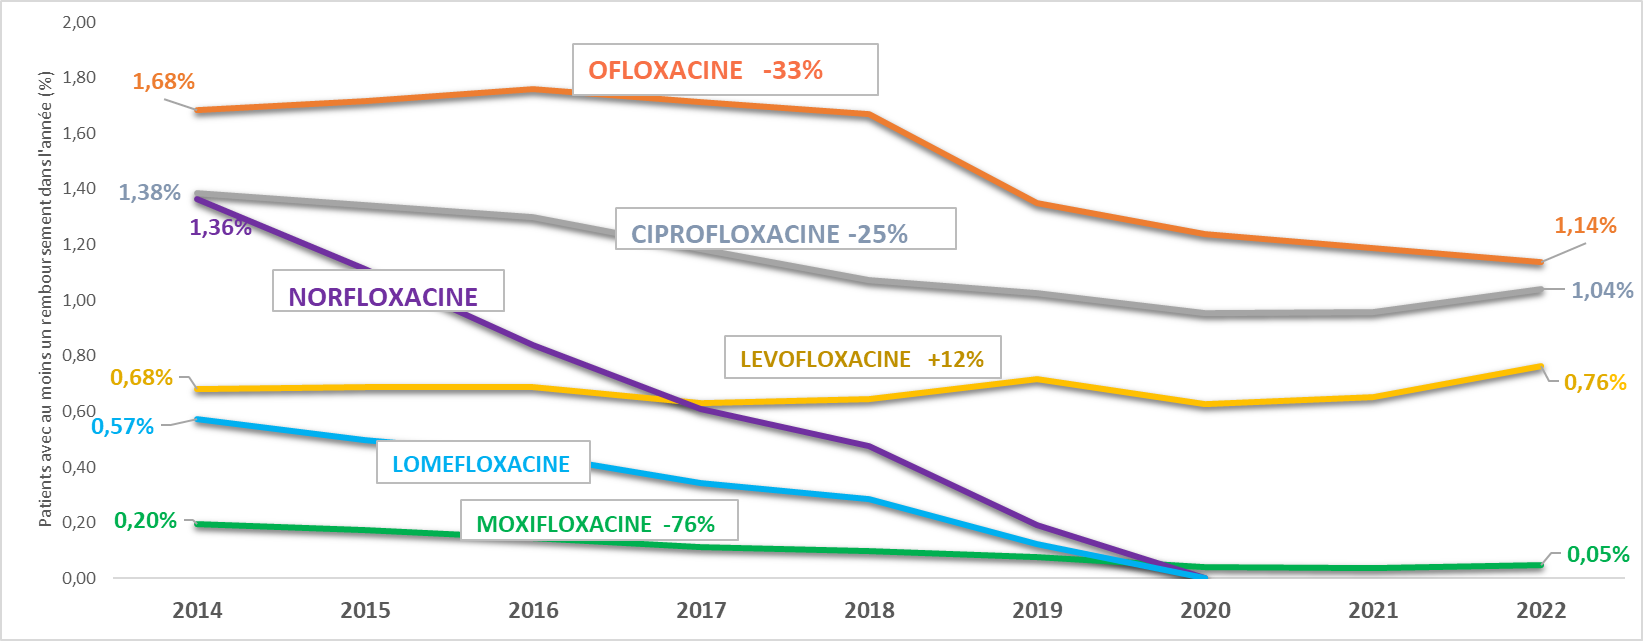 Patients avec au moins un remboursement dans l'année (%)
2,00
1,80
1,60
1,40
1,20
1,00
0,80
0,60
0,40
0,20
0,00
OFLOXACINE -33%
1,68%
1,14%
1,38%
CIPROFLOXACINE -25%
1,04%
1,36%
NORFLOXACINE
LEVOFLOXACINE +12%
0,68%
0,76%
0,57%
LOMEFLOXACINE
0,20%
MOXIFLOXACINE -76%
0,05%
2014 2015 2016 2017 2018 2019 2020 2021 2022